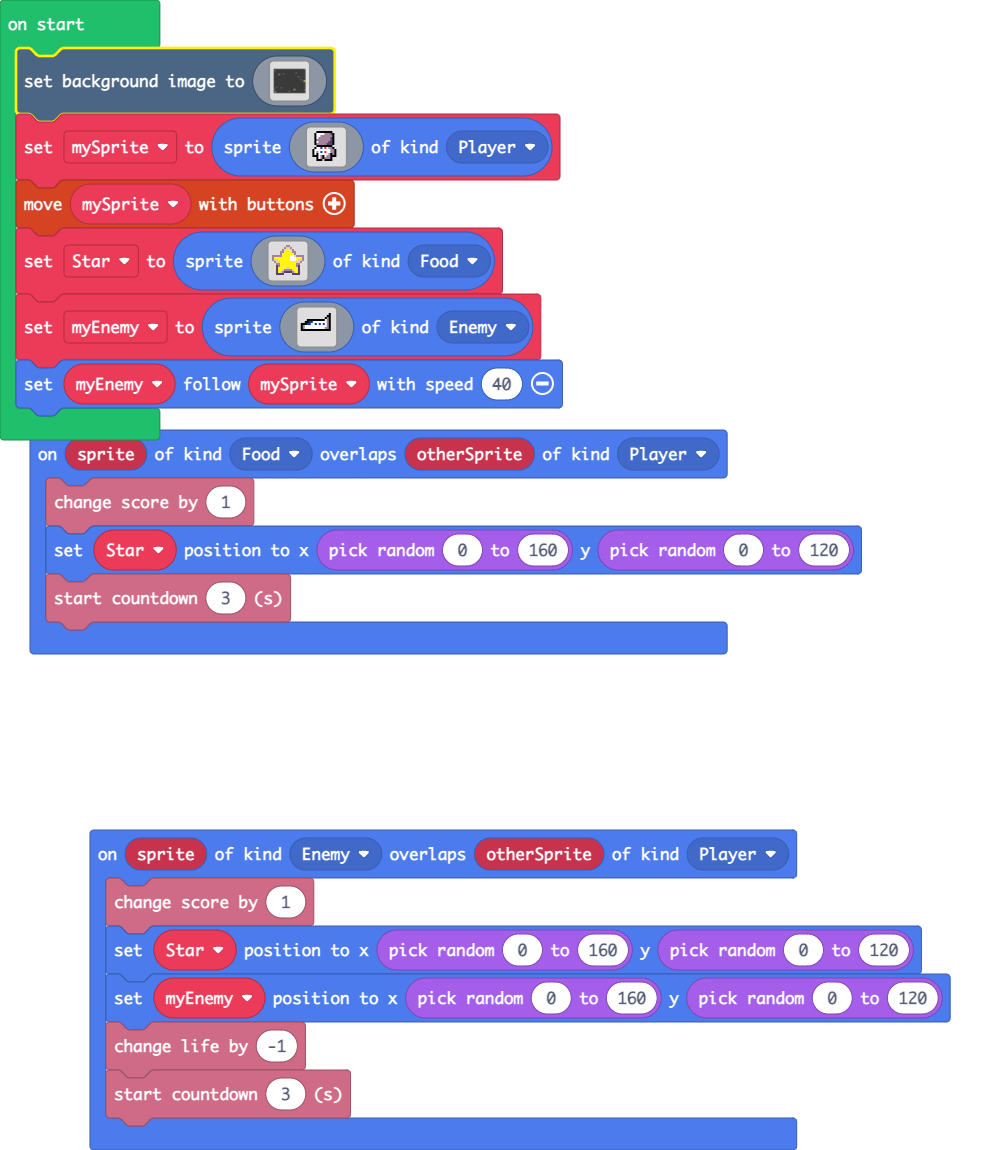 on start
set background image to
set mySprite to sprite of kind Player
move mySprite with buttons
set Star to sprite of kind Food
set myEnemy to sprite of kind Enemy
set myEnemy follow mySprite with speed 40
on sprite of kind Food overlaps otherSprite of kind Player
change score by 1
set Star position to x pick random 0 to 160 y pick random 0 to 120
start countdown 3 (s)
on sprite of kind Enemy overlaps otherSprite of kind Player
change score by 1
set Star position to x pick random 0 to 160 y pick random 0 to 120
set myEnemy position to x pick random 0 to 160 y pick random 0 to 120
change life by -1
start countdown 3 (s)